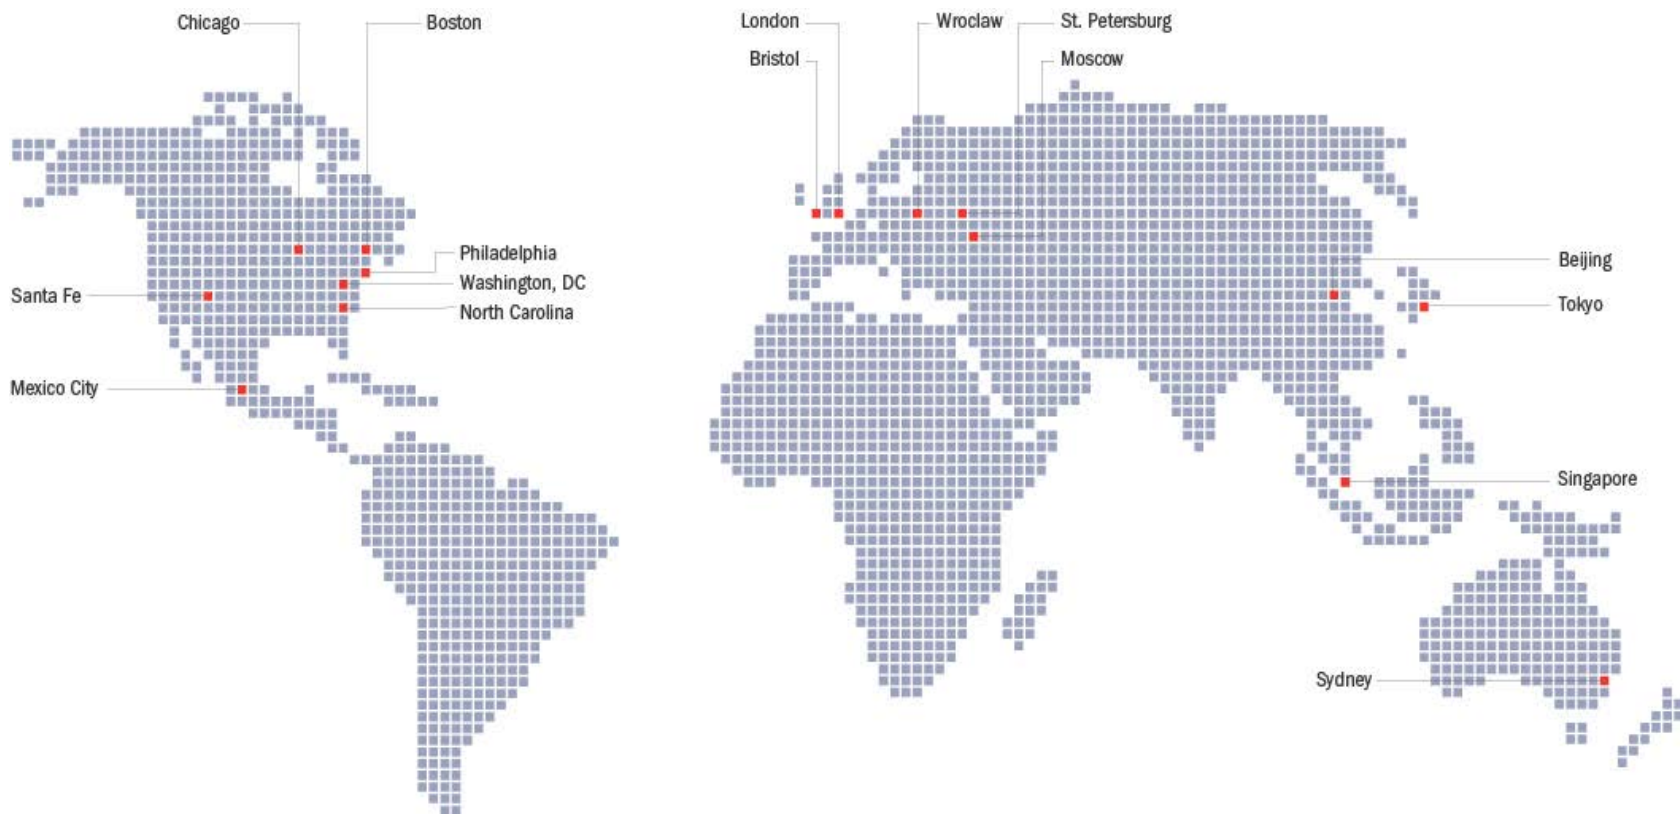 Chicago
Boston
London
Wroclaw
St. Petersburg
Bristol
Moscow
Philadelphia
Washington, DC
Santa Fe
North Carolina
Mexico City
Beijing
Tokyo
Singapore
Sydney